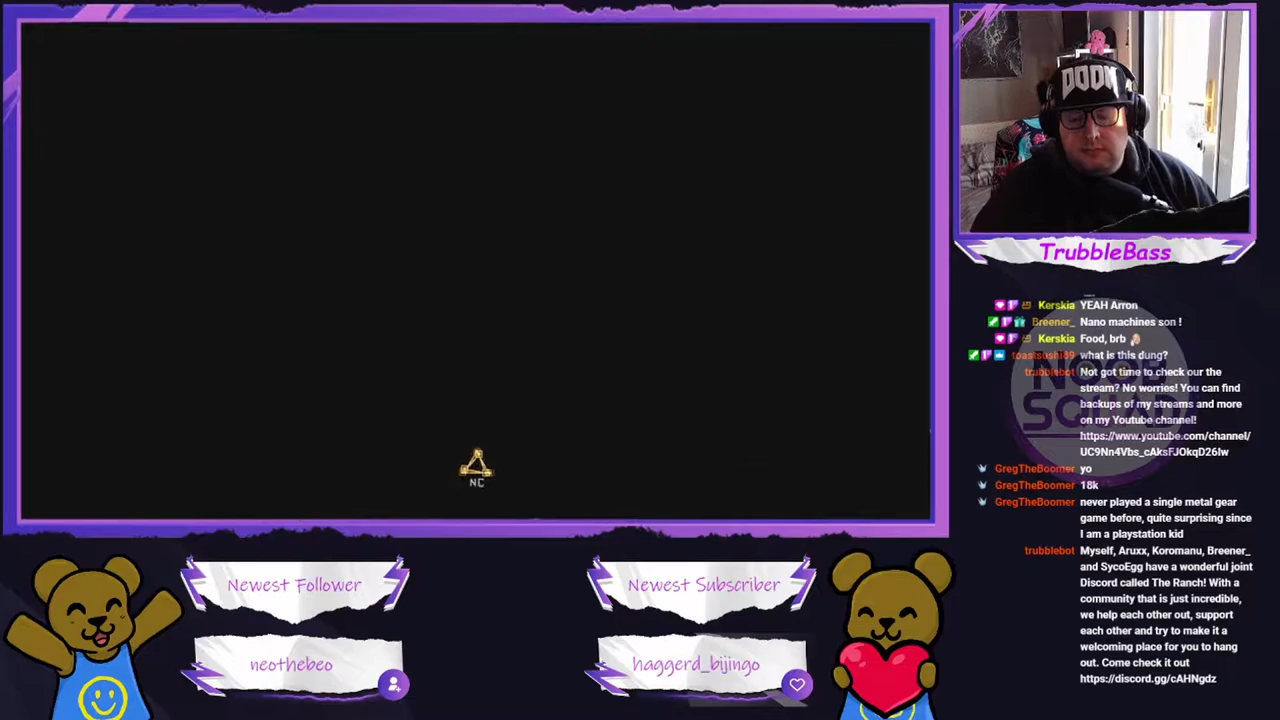 DOOM
TrubbleBass
Kerskia YEAH Arron
Breener_ Nano machines son !
Kerskia Food, brb
toastsushi89 what is this dung?
trubblebot Not got time to check our the
stream? No worries! You can find
backups of my streams and more
on my Youtube channel!
https://www.youtube.com/channel/
UC9Nn4Vbs_cAksFJOkqD26Iw
GregTheBoomer yo
GregTheBoomer 18k
GregTheBoomer never played a single metal gear
game before, quite surprising since
I am a playstation kid
trubblebot Myself, Aruxx, Koromanu, Breener_
and SycoEgg have a wonderful joint
Discord called The Ranch! With a
community that is just incredible,
we help each other out, support
each other and try to make it a
welcoming place for you to hang
out. Come check it out
https://discord.gg/cAHNgdz
NOOB
SQUAD
NC
Newest Follower
neothebeo
Newest Subscriber
haggerd_bijingo